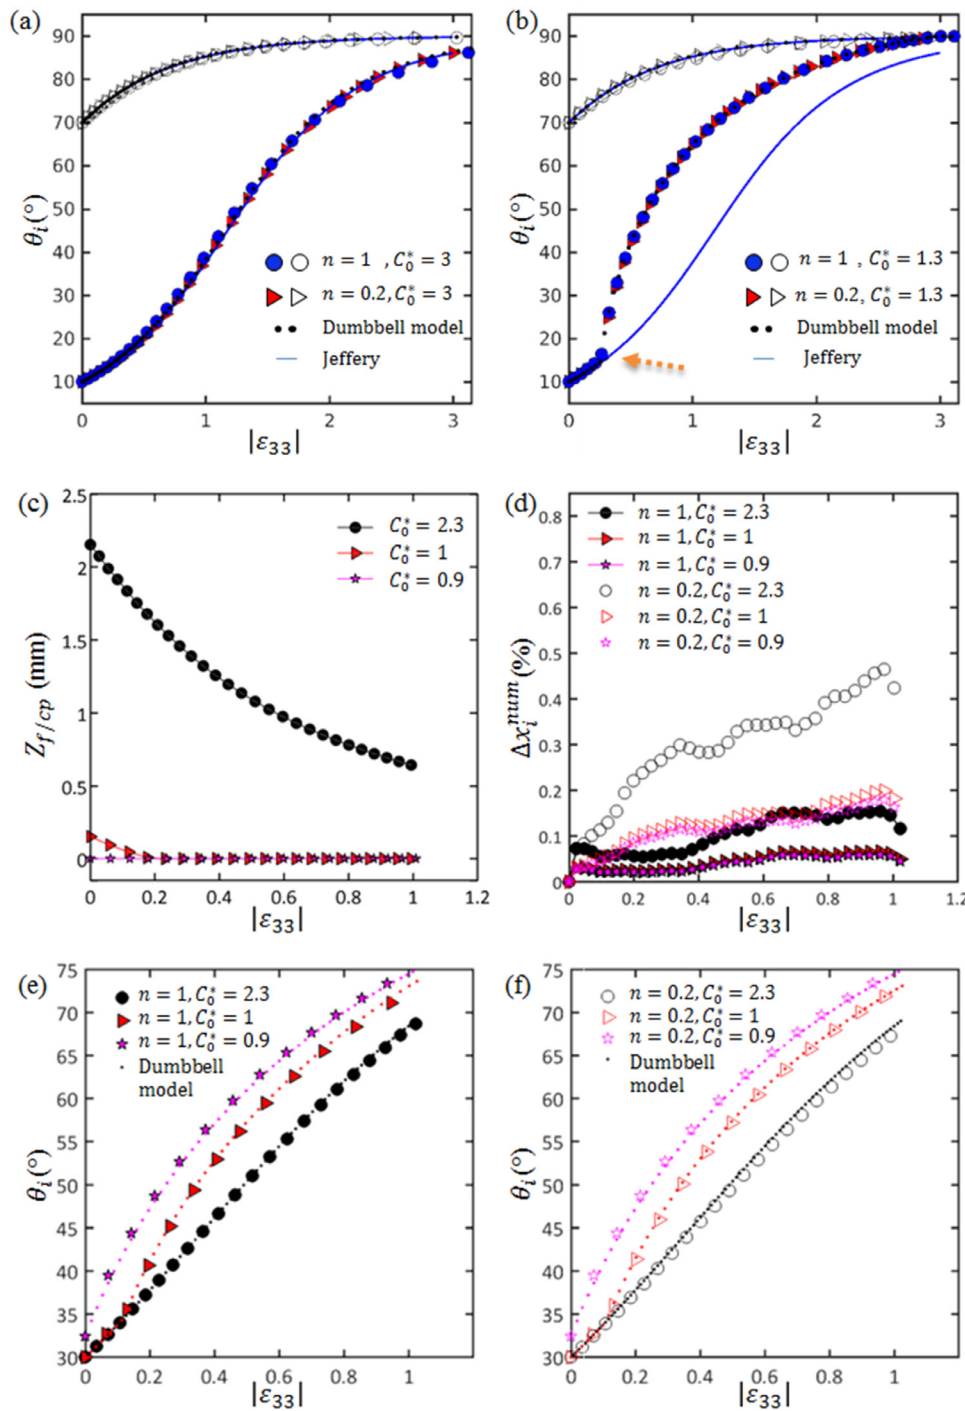 (a)
90
80
70
60
50
40
30
20
10
θᵢ(°)
n = 1 , C₀* = 3
n = 0.2, C₀* = 3
Dumbbell model
Jeffery
0 1 2 3
|ε₃₃|
(b)
90
80
70
60
50
40
30
20
10
θᵢ(°)
n = 1 , C₀* = 1.3
n = 0.2, C₀* = 1.3
Dumbbell model
Jeffery
0 1 2 3
|ε₃₃|
(c)
2.5
2
1.5
1
0.5
0
Z_f/cp (mm)
C₀* = 2.3
C₀* = 1
C₀* = 0.9
0 0.2 0.4 0.6 0.8 1 1.2
|ε₃₃|
(d)
0.8
0.7
0.6
0.5
0.4
0.3
0.2
0.1
0
Δxᵢⁿᵘᵐ(%)
n = 1, C₀* = 2.3
n = 1, C₀* = 1
n = 1, C₀* = 0.9
n = 0.2, C₀* = 2.3
n = 0.2, C₀* = 1
n = 0.2, C₀* = 0.9
0 0.2 0.4 0.6 0.8 1 1.2
|ε₃₃|
(e)
75
70
65
60
55
50
45
40
35
30
θᵢ(°)
n = 1, C₀* = 2.3
n = 1, C₀* = 1
n = 1, C₀* = 0.9
Dumbbell
model
0 0.2 0.4 0.6 0.8 1
|ε₃₃|
(f)
75
70
65
60
55
50
45
40
35
30
θᵢ(°)
n = 0.2, C₀* = 2.3
n = 0.2, C₀* = 1
n = 0.2, C₀* = 0.9
Dumbbell
model
0 0.2 0.4 0.6 0.8 1
|ε₃₃|